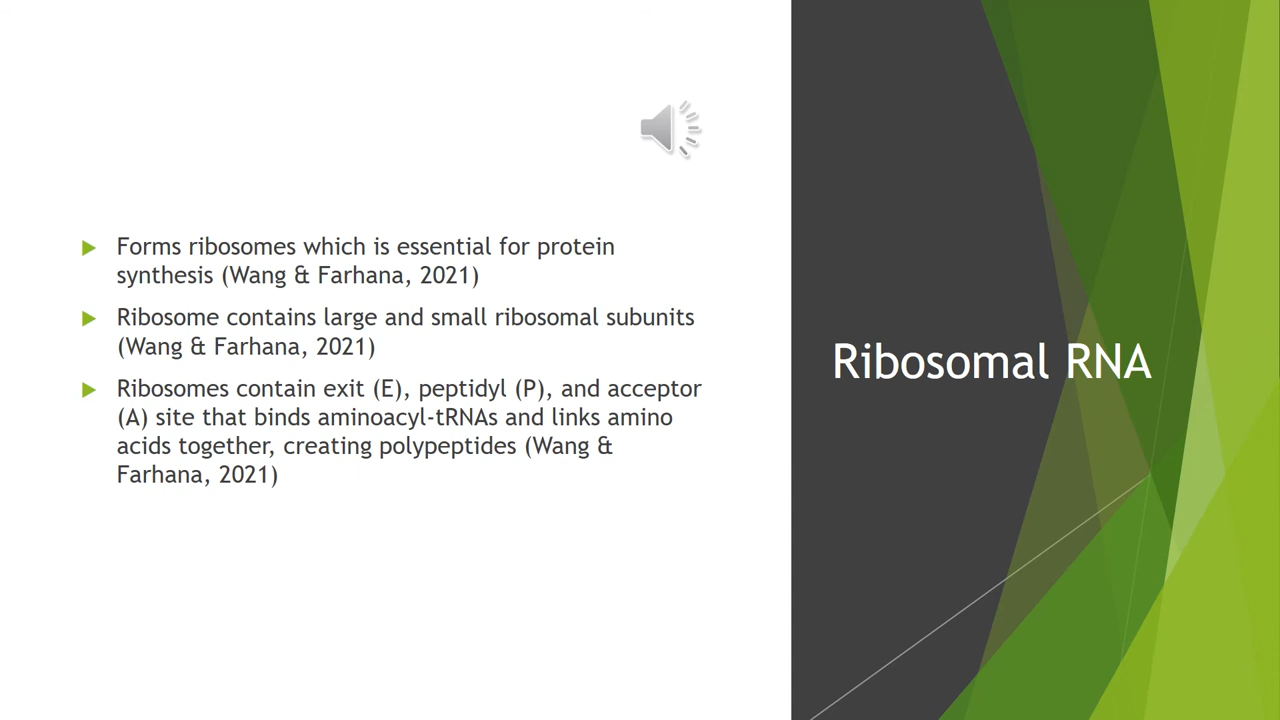 Forms ribosomes which is essential for protein
synthesis (Wang & Farhana, 2021)
Ribosome contains large and small ribosomal subunits
(Wang & Farhana, 2021)
Ribosomes contain exit (E), peptidyl (P), and acceptor
(A) site that binds aminoacyl-tRNAs and links amino
acids together, creating polypeptides (Wang &
Farhana, 2021)
Ribosomal RNA